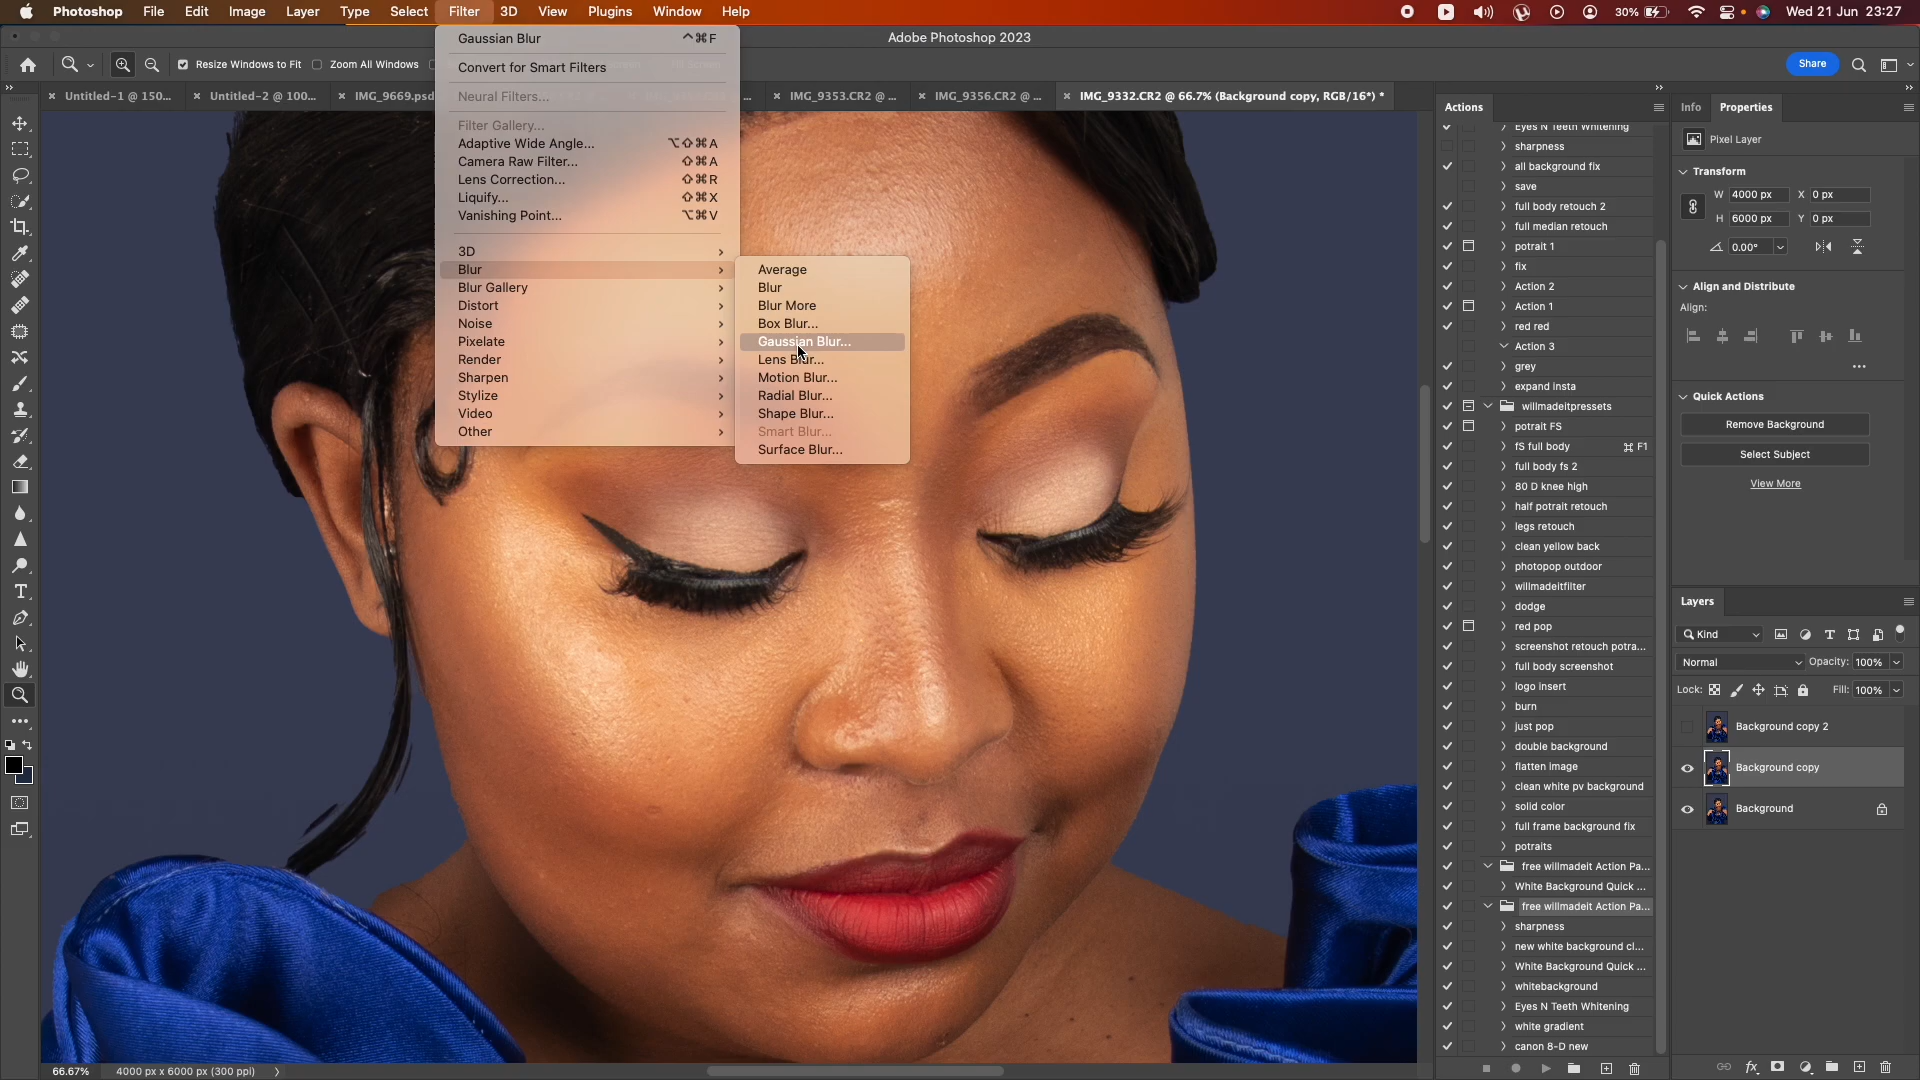 Photoshop File Edit Image Layer Type Select Filter 3D View Plugins Window Help 30% Wed 21 Jun 23:27
Adobe Photoshop 2023
Resize Windows to Fit Zoom All Windows Share
Untitled-1 @ 150... Untitled-2 @ 100... IMG_9669.psd ... IMG_9353.CR2 @ ... IMG_9356.CR2 @ ... IMG_9332.CR2 @ 66.7% (Background copy, RGB/16*) *
Gaussian Blur ⌃⌘F
Convert for Smart Filters
Neural Filters...
Filter Gallery...
Adaptive Wide Angle... ⌥⇧⌘A
Camera Raw Filter... ⇧⌘A
Lens Correction... ⇧⌘R
Liquify... ⇧⌘X
Vanishing Point... ⌥⌘V
3D
Blur
Blur Gallery
Distort
Noise
Pixelate
Render
Sharpen
Stylize
Video
Other
Average
Blur
Blur More
Box Blur...
Gaussian Blur...
Lens Blur...
Motion Blur...
Radial Blur...
Shape Blur...
Smart Blur...
Surface Blur...
Actions
Eyes N Teeth Whitening
sharpness
all background fix
save
full body retouch 2
full median retouch
potrait 1
fix
Action 2
Action 1
red red
Action 3
grey
expand insta
willmadeitpressets
potrait FS
fS full body ⌘ F1
full body fs 2
80 D knee high
half potrait retouch
legs retouch
clean yellow back
photopop outdoor
willmadeitfilter
dodge
red pop
screenshot retouch potra...
full body screenshot
logo insert
burn
just pop
double background
flatten image
clean white pv background
solid color
full frame background fix
potraits
free willmadeit Action Pa...
White Background Quick ...
free willmadeit Action Pa...
sharpness
new white background cl...
White Background Quick ...
whitebackground
Eyes N Teeth Whitening
white gradient
canon 8-D new
Info Properties
Pixel Layer
Transform
W 4000 px X 0 px
H 6000 px Y 0 px
0.00°
Align and Distribute
Align:
Quick Actions
Remove Background
Select Subject
View More
Layers
Kind
Normal Opacity: 100%
Lock: Fill: 100%
Background copy 2
Background copy
Background
66.67% 4000 px x 6000 px (300 ppi)